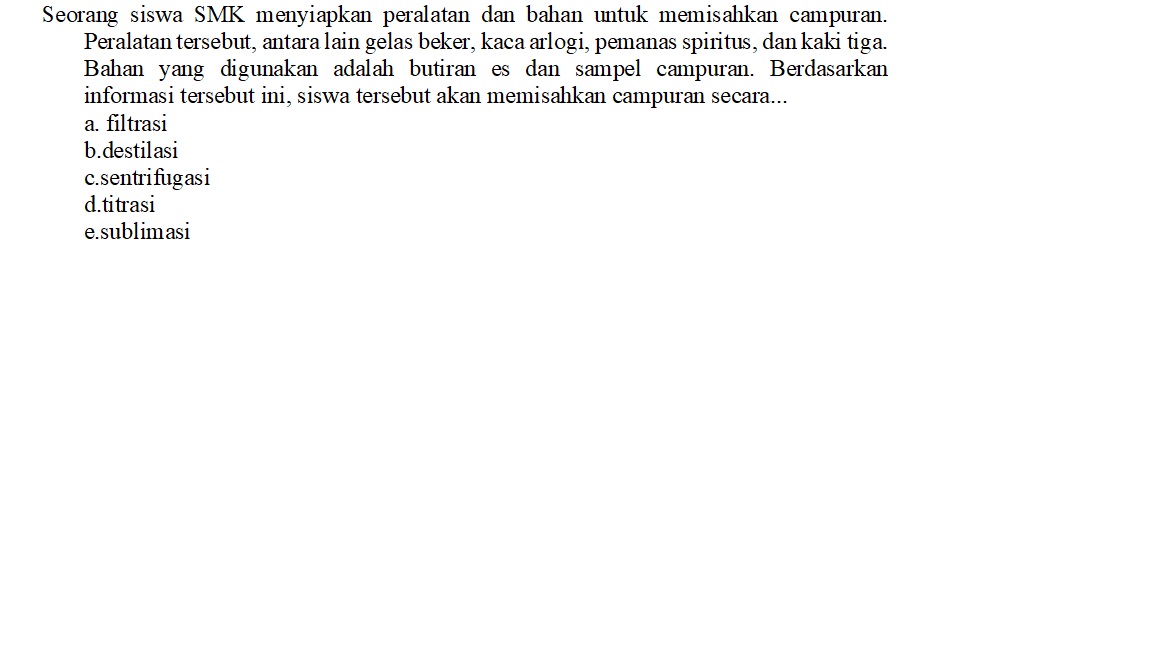 Seorang siswa SMK menyiapkan peralatan dan bahan untuk memisahkan campuran.
Peralatan tersebut, antara lain gelas beker, kaca arlogi, pemanas spiritus, dan kaki tiga.
Bahan yang digunakan adalah butiran es dan sampel campuran. Berdasarkan
informasi tersebut ini, siswa tersebut akan memisahkan campuran secara...
a. filtrasi
b.destilasi
c.sentrifugasi
d.titrasi
e.sublimasi